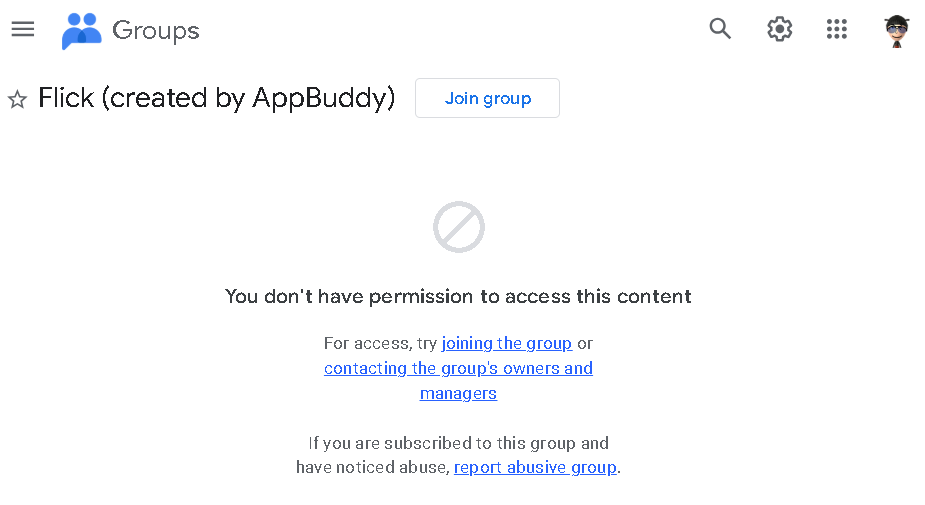 Groups
Flick (created by AppBuddy)
Join group
You don't have permission to access this content
For access, try joining the group or
contacting the group's owners and
managers
If you are subscribed to this group and
have noticed abuse, report abusive group.